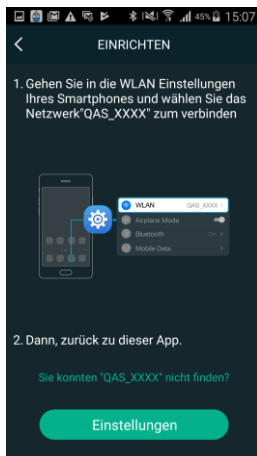 45% 15:07
EINRICHTEN
1. Gehen Sie in die WLAN Einstellungen
Ihres Smartphones und wählen Sie das
Netzwerk"QAS_XXXX" zum verbinden
WLAN QAS_XXXX >
Airplane Mode
Bluetooth On >
Mobile Data >
2. Dann, zurück zu dieser App.
Sie konnten "QAS_XXXX" nicht finden?
Einstellungen